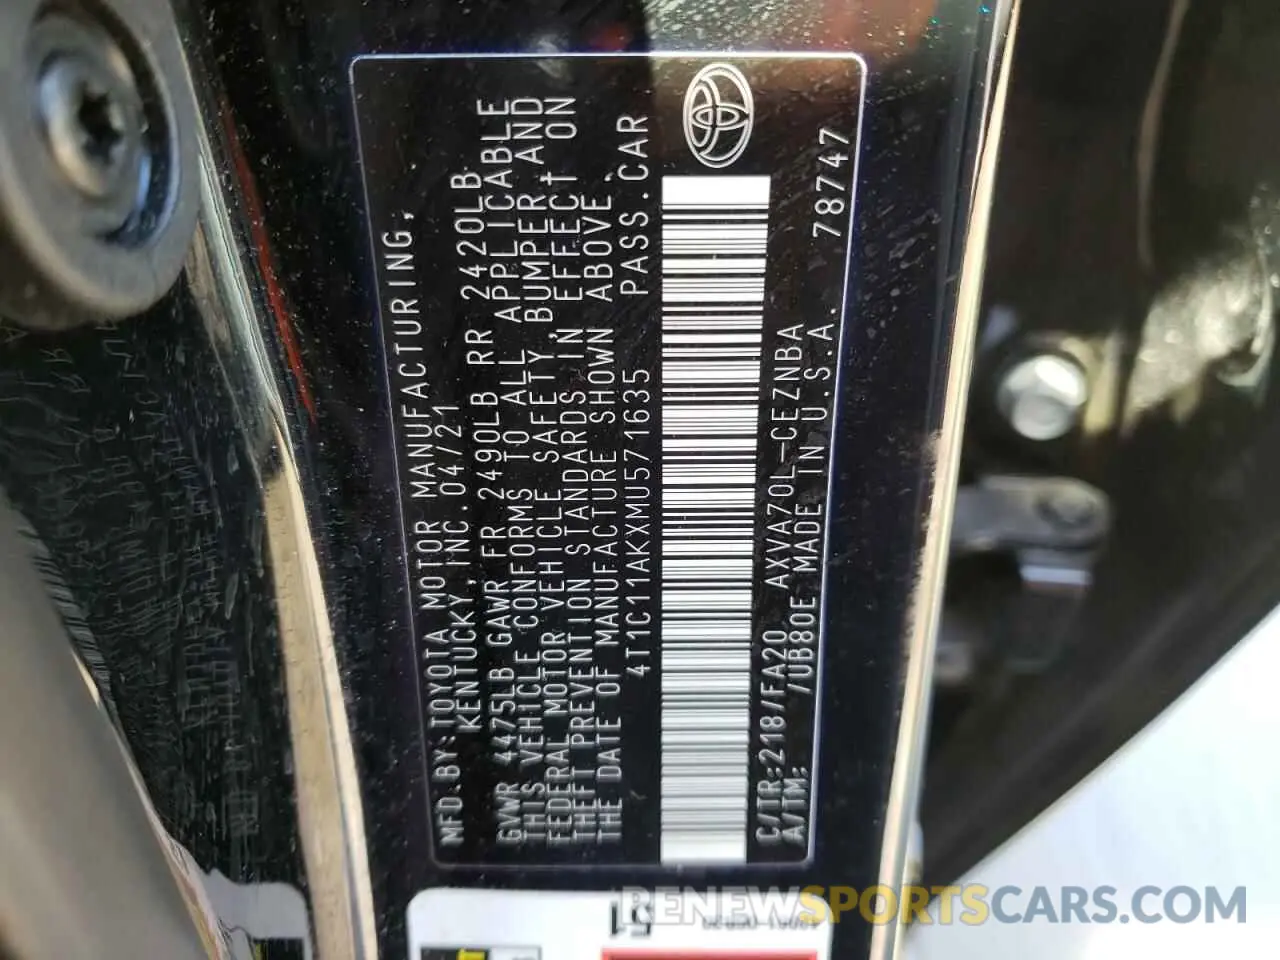 MFD.BY:TOYOTA MOTOR MANUFACTURING,
KENTUCKY, INC. 04/21
GVWR 4475LB GAWR FR 2490LB RR 2420LB
THIS VEHICLE CONFORMS TO ALL APPLICABLE
FEDERAL MOTOR VEHICLE SAFETY, BUMPER AND
THEFT PREVENTION STANDARDS IN EFFECT ON
THE DATE OF MANUFACTURE SHOWN ABOVE.
4T1C11AKXMU571635 PASS.CAR
C/TR:218/FA20 AXVA70L-CEZNBA
A/TM: /UB80E MADE IN U.S.A. 78747
51
RENEWSPORTSCARS.COM